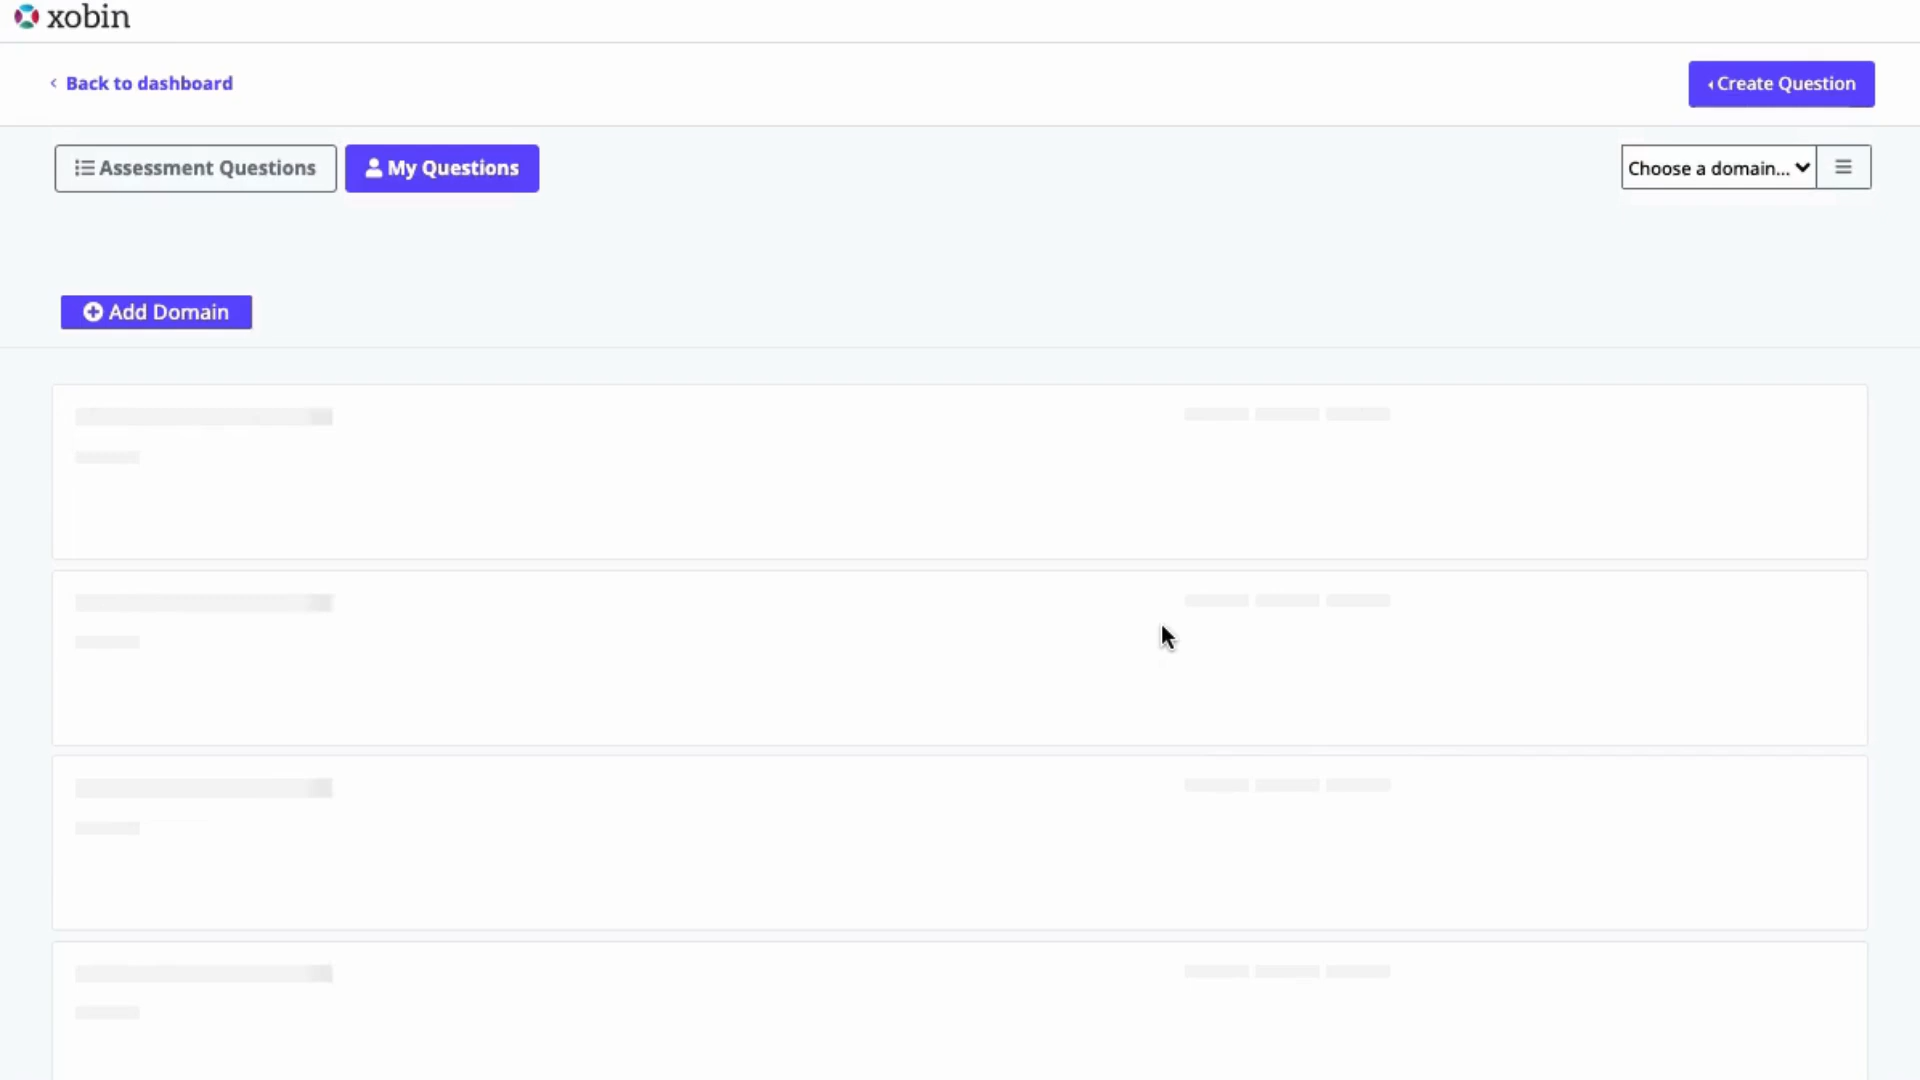 xobin
Back to dashboard
Create Question
Assessment Questions
My Questions
Choose a domain...
Add Domain